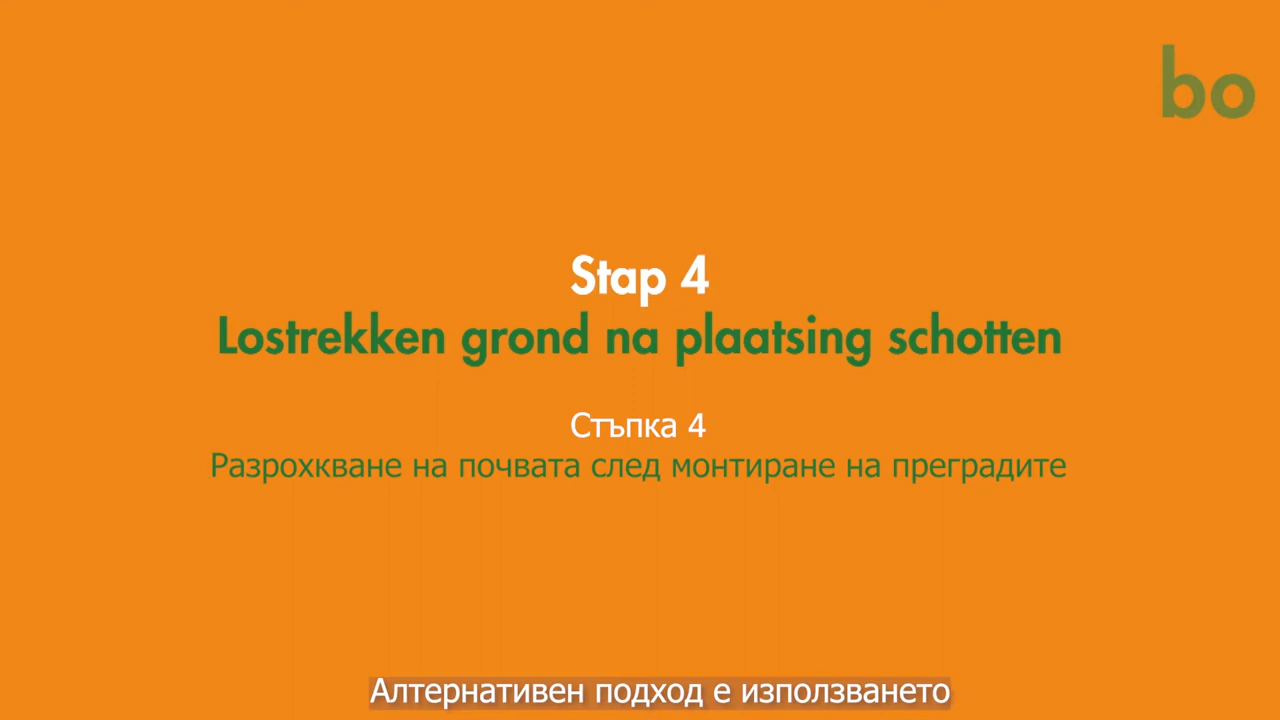 bo
Stap 4
Lostrekken grond na plaatsing schotten
Стъпка 4
Разрохкване на почвата след монтиране на преградите
Алтернативен подход е използването